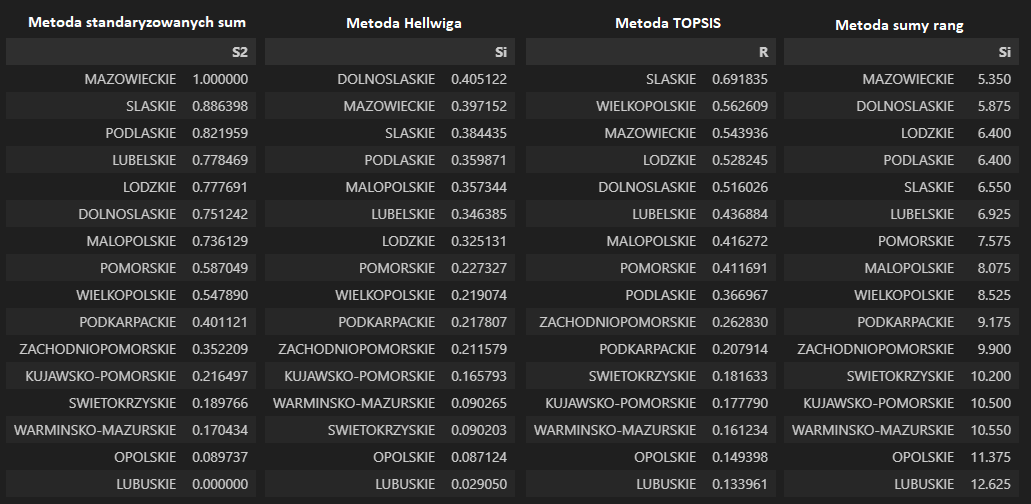 Metoda standaryzowanych sum Metoda Hellwiga Metoda TOPSIS Metoda sumy rang
S2 Si R Si
MAZOWIECKIE 1.000000 DOLNOSLASKIE 0.405122 SLASKIE 0.691835 MAZOWIECKIE 5.350
SLASKIE 0.886398 MAZOWIECKIE 0.397152 WIELKOPOLSKIE 0.562609 DOLNOSLASKIE 5.875
PODLASKIE 0.821959 SLASKIE 0.384435 MAZOWIECKIE 0.543936 LODZKIE 6.400
LUBELSKIE 0.778469 PODLASKIE 0.359871 LODZKIE 0.528245 PODLASKIE 6.400
LODZKIE 0.777691 MALOPOLSKIE 0.357344 DOLNOSLASKIE 0.516026 SLASKIE 6.550
DOLNOSLASKIE 0.751242 LUBELSKIE 0.346385 LUBELSKIE 0.436884 LUBELSKIE 6.925
MALOPOLSKIE 0.736129 LODZKIE 0.325131 MALOPOLSKIE 0.416272 POMORSKIE 7.575
POMORSKIE 0.587049 POMORSKIE 0.227327 POMORSKIE 0.411691 MALOPOLSKIE 8.075
WIELKOPOLSKIE 0.547890 WIELKOPOLSKIE 0.219074 PODLASKIE 0.366967 WIELKOPOLSKIE 8.525
PODKARPACKIE 0.401121 PODKARPACKIE 0.217807 ZACHODNIOPOMORSKIE 0.262830 PODKARPACKIE 9.175
ZACHODNIOPOMORSKIE 0.352209 ZACHODNIOPOMORSKIE 0.211579 PODKARPACKIE 0.207914 ZACHODNIOPOMORSKIE 9.900
KUJAWSKO-POMORSKIE 0.216497 KUJAWSKO-POMORSKIE 0.165793 SWIETOKRZYSKIE 0.181633 SWIETOKRZYSKIE 10.200
SWIETOKRZYSKIE 0.189766 WARMINSKO-MAZURSKIE 0.090265 KUJAWSKO-POMORSKIE 0.177790 KUJAWSKO-POMORSKIE 10.500
WARMINSKO-MAZURSKIE 0.170434 SWIETOKRZYSKIE 0.090203 WARMINSKO-MAZURSKIE 0.161234 WARMINSKO-MAZURSKIE 10.550
OPOLSKIE 0.089737 OPOLSKIE 0.087124 OPOLSKIE 0.149398 OPOLSKIE 11.375
LUBUSKIE 0.000000 LUBUSKIE 0.029050 LUBUSKIE 0.133961 LUBUSKIE 12.625